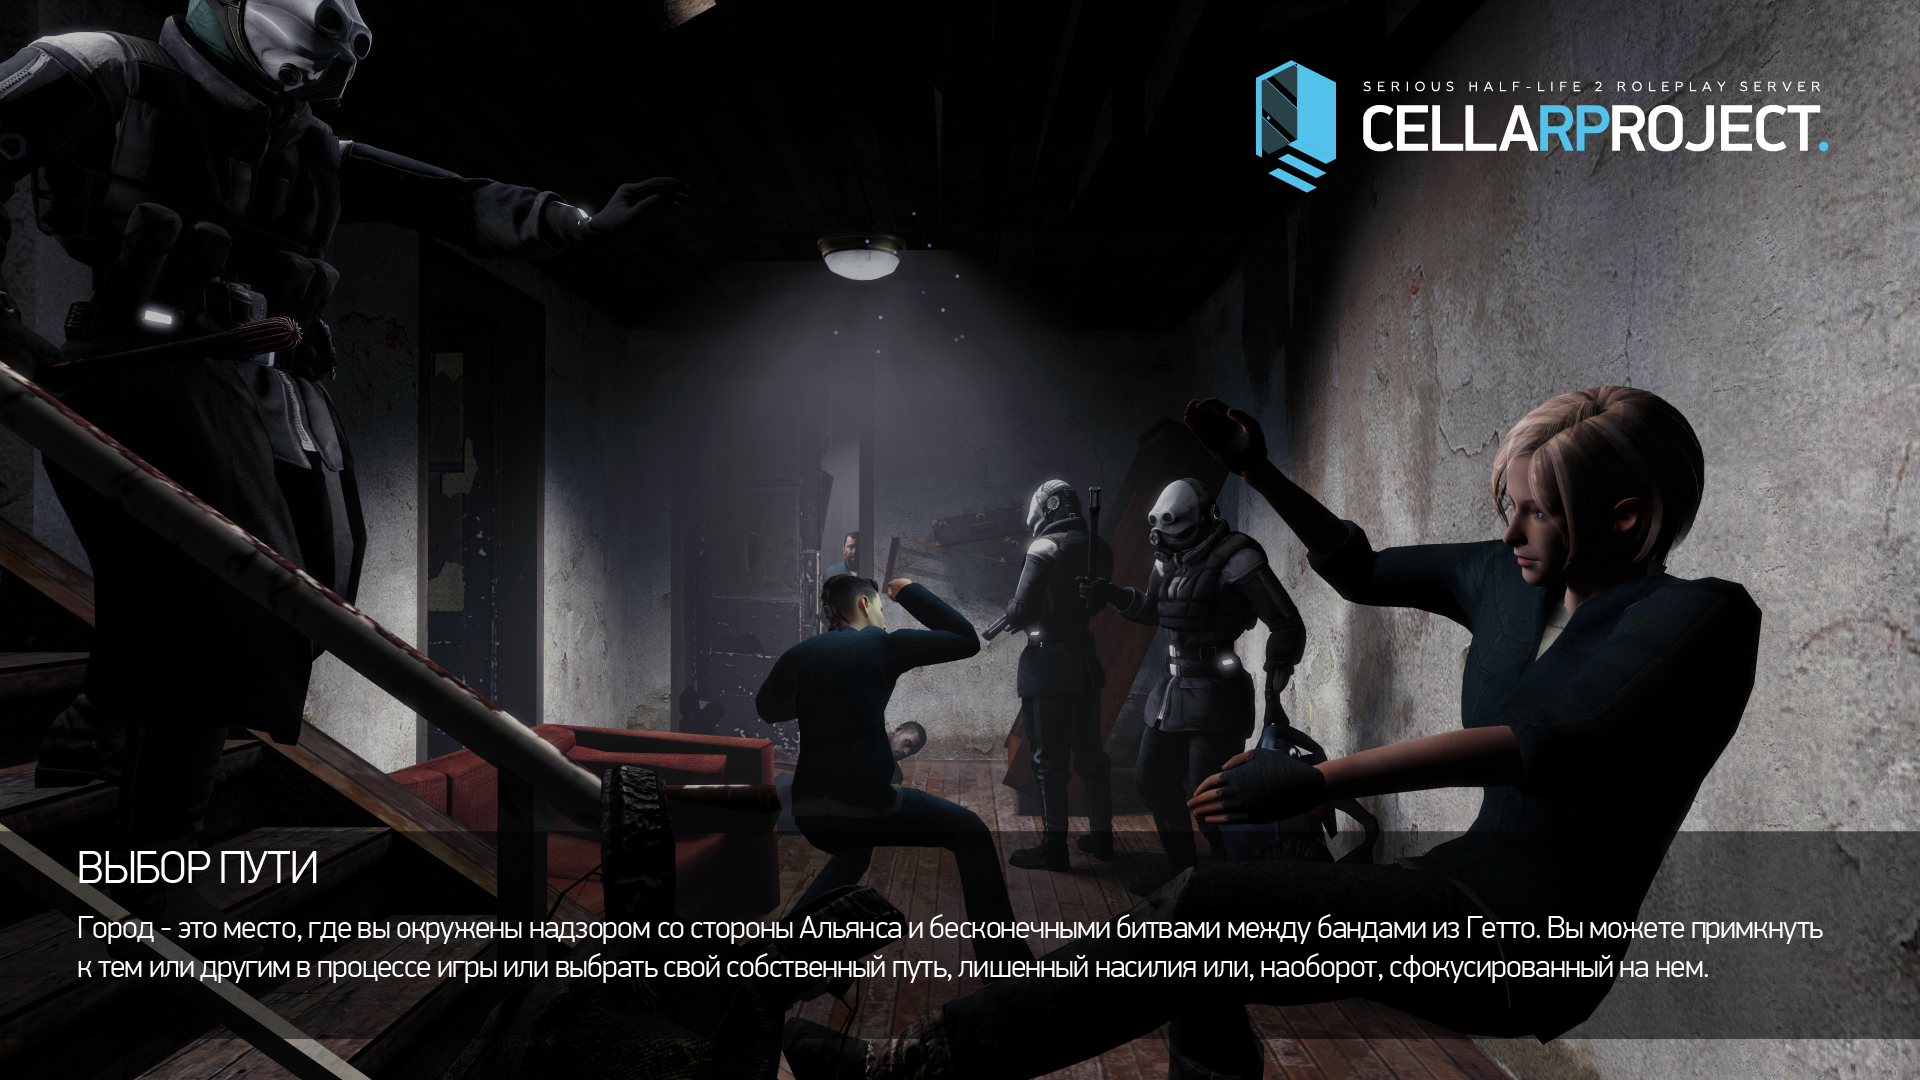 SERIOUS HALF-LIFE 2 ROLEPLAY SERVER
CELLARPROJECT.
ВЫБОР ПУТИ
Город - это место, где вы окружены надзором со стороны Альянса и бесконечными битвами между бандами из Гетто. Вы можете примкнуть
к тем или другим в процессе игры или выбрать свой собственный путь, лишенный насилия или, наоборот, сфокусированный на нем.